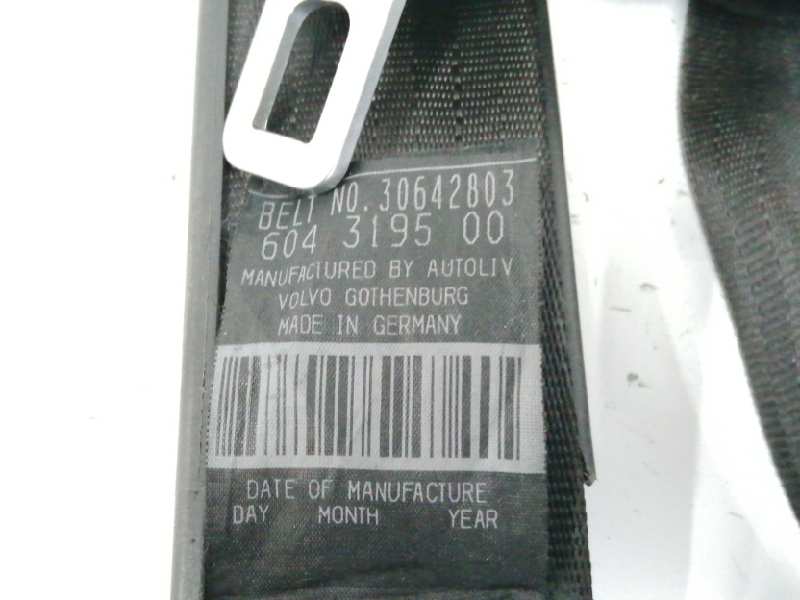 BELT NO. 30642803
604 3195 00
MANUFACTURED BY AUTOLIV
VOLVO GOTHENBURG
MADE IN GERMANY
DATE OF MANUFACTURE
DAY MONTH YEAR